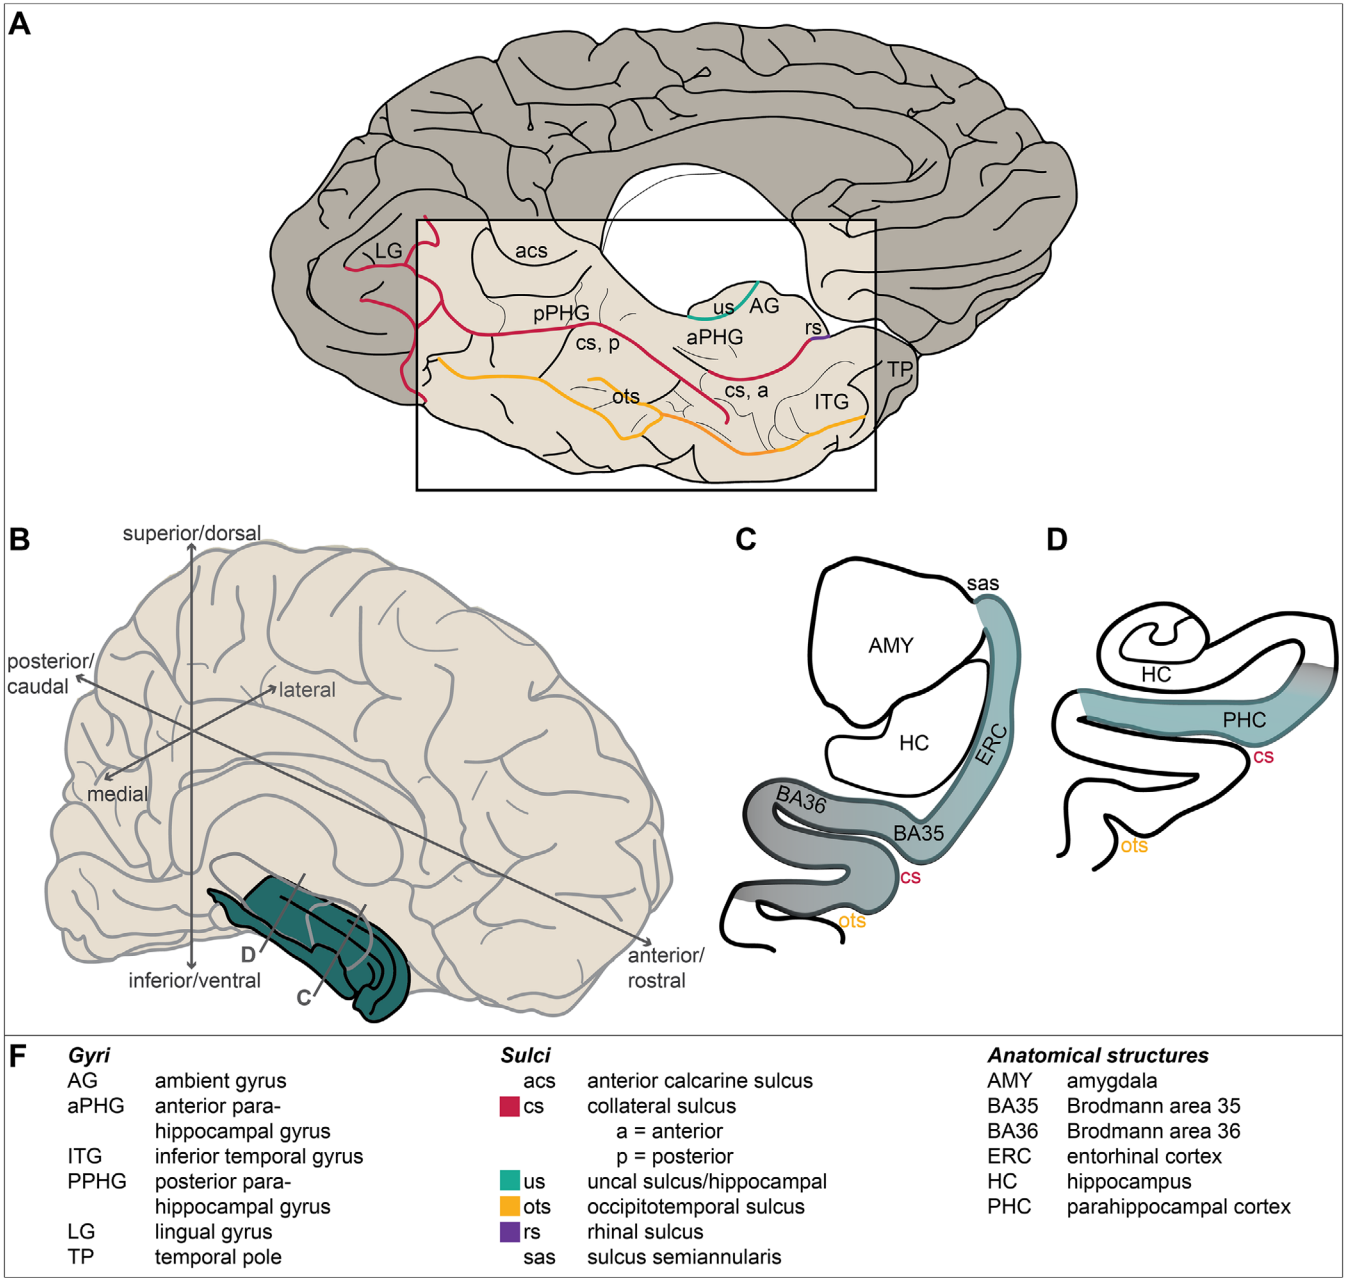 A
LG
acs
pPHG
cs, p
us
AG
aPHG
rs
cs, a
ots
ITG
TP
B
superior/dorsal
posterior/
caudal
lateral
medial
inferior/ventral
anterior/
rostral
D
C
C
sas
AMY
HC
ERC
BA36
BA35
cs
ots
D
HC
PHC
cs
ots
F
Gyri
AG ambient gyrus
aPHG anterior para-
hippocampal gyrus
ITG inferior temporal gyrus
PPHG posterior para-
hippocampal gyrus
LG lingual gyrus
TP temporal pole
Sulci
acs anterior calcarine sulcus
cs collateral sulcus
a = anterior
p = posterior
us uncal sulcus/hippocampal
ots occipitotemporal sulcus
rs rhinal sulcus
sas sulcus semiannularis
Anatomical structures
AMY amygdala
BA35 Brodmann area 35
BA36 Brodmann area 36
ERC entorhinal cortex
HC hippocampus
PHC parahippocampal cortex